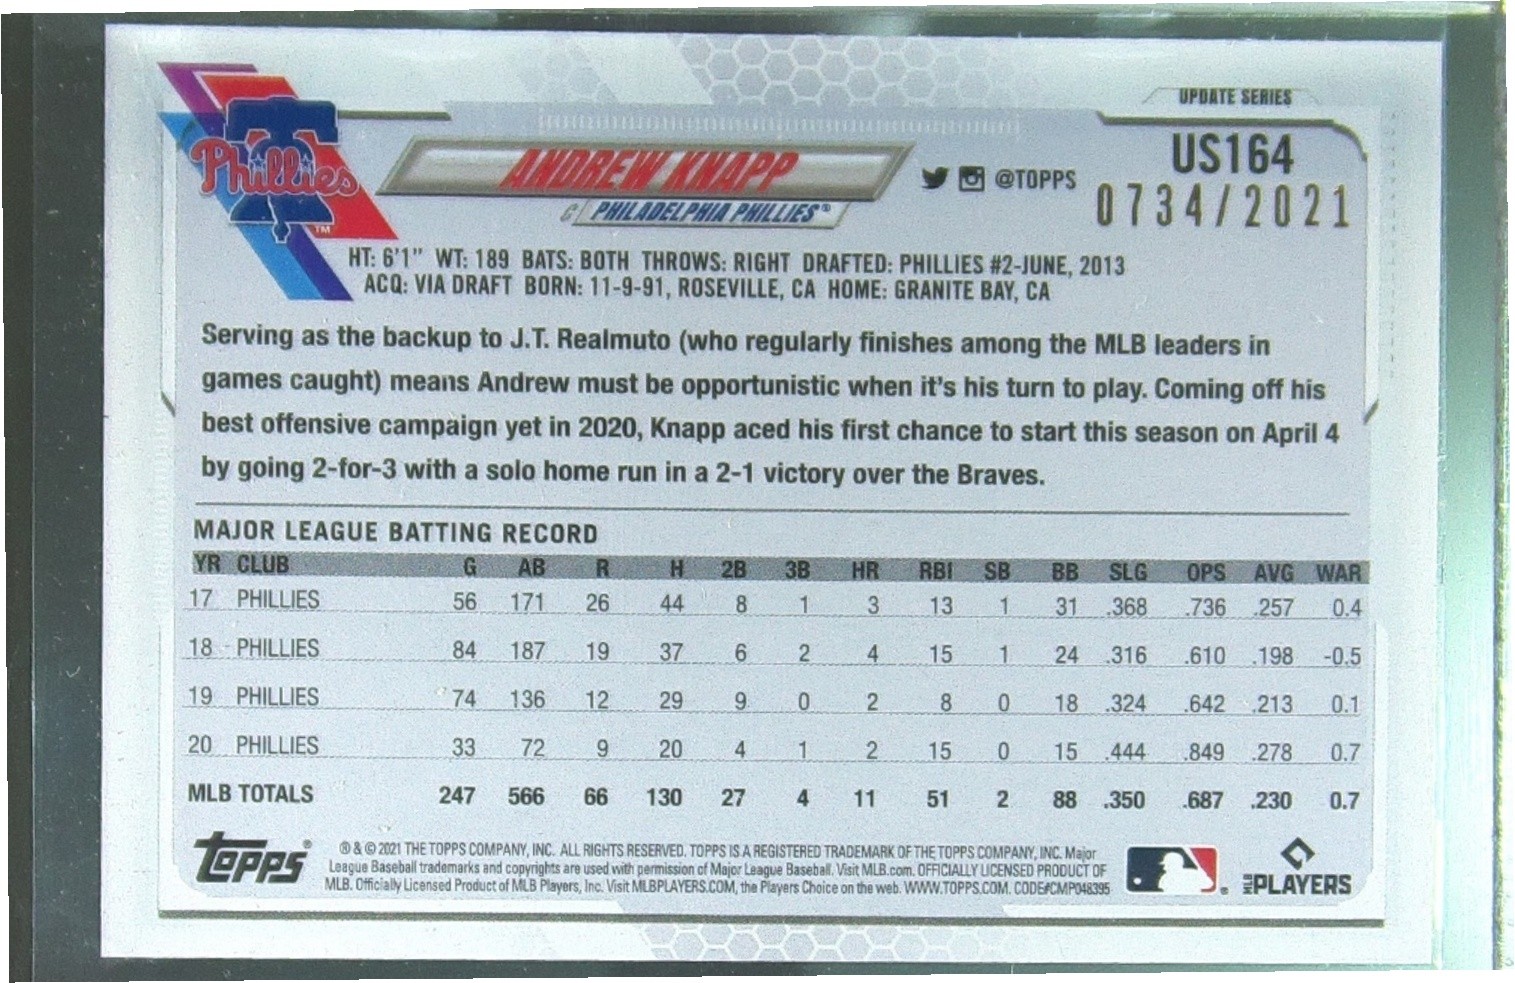 UPDATE SERIES
US164
0734/2021
Phillies
TM
ANDREW KNAPP
@TOPPS
C PHILADELPHIA PHILLIES®
HT: 6'1" WT: 189 BATS: BOTH THROWS: RIGHT DRAFTED: PHILLIES #2-JUNE, 2013
ACQ: VIA DRAFT BORN: 11-9-91, ROSEVILLE, CA HOME: GRANITE BAY, CA
Serving as the backup to J.T. Realmuto (who regularly finishes among the MLB leaders in
games caught) means Andrew must be opportunistic when it's his turn to play. Coming off his
best offensive campaign yet in 2020, Knapp aced his first chance to start this season on April 4
by going 2-for-3 with a solo home run in a 2-1 victory over the Braves.
MAJOR LEAGUE BATTING RECORD
YR CLUB G AB R H 2B 3B HR RBI SB BB SLG OPS AVG WAR
17 PHILLIES 56 171 26 44 8 1 3 13 1 31 .368 .736 .257 0.4
18 PHILLIES 84 187 19 37 6 2 4 15 1 24 .316 .610 .198 -0.5
19 PHILLIES 74 136 12 29 9 0 2 8 0 18 .324 .642 .213 0.1
20 PHILLIES 33 72 9 20 4 1 2 15 0 15 .444 .849 .278 0.7
MLB TOTALS 247 566 66 130 27 4 11 51 2 88 .350 .687 .230 0.7
Topps®
® & © 2021 THE TOPPS COMPANY, INC. ALL RIGHTS RESERVED. TOPPS IS A REGISTERED TRADEMARK OF THE TOPPS COMPANY, INC. Major
League Baseball trademarks and copyrights are used with permission of Major League Baseball. Visit MLB.com. OFFICIALLY LICENSED PRODUCT OF
MLB. Officially Licensed Product of MLB Players, Inc. Visit MLBPLAYERS.COM, the Players Choice on the web. WWW.TOPPS.COM. CODE#CMP048395
®
MLB PLAYERS